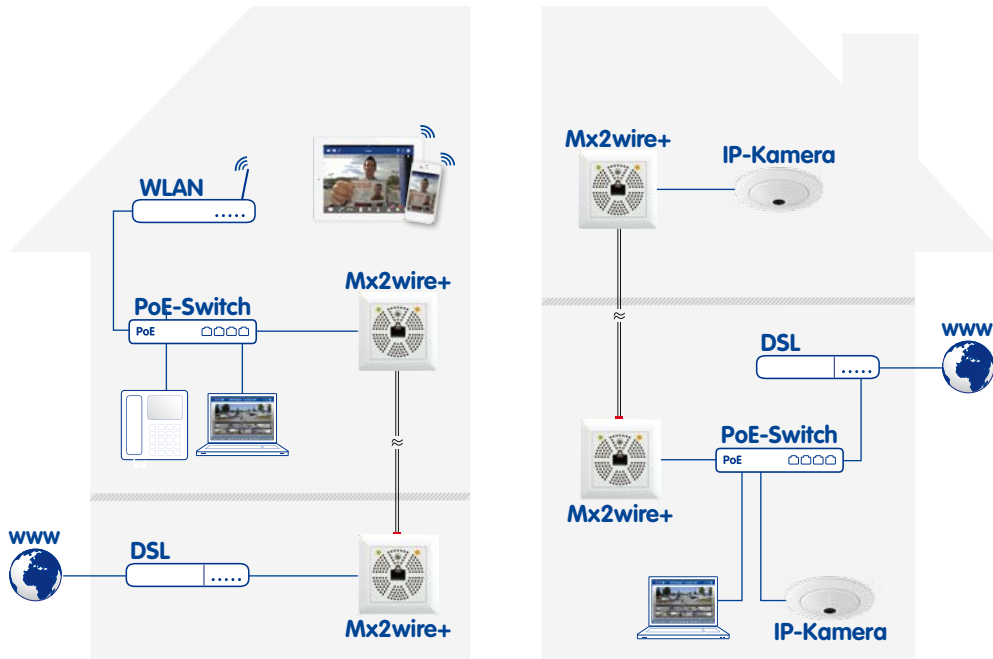 WLAN
Mx2wire+
PoE-Switch
PoE
Mx2wire+
www
DSL
Mx2wire+
IP-Kamera
www
DSL
PoE-Switch
PoE
Mx2wire+
IP-Kamera